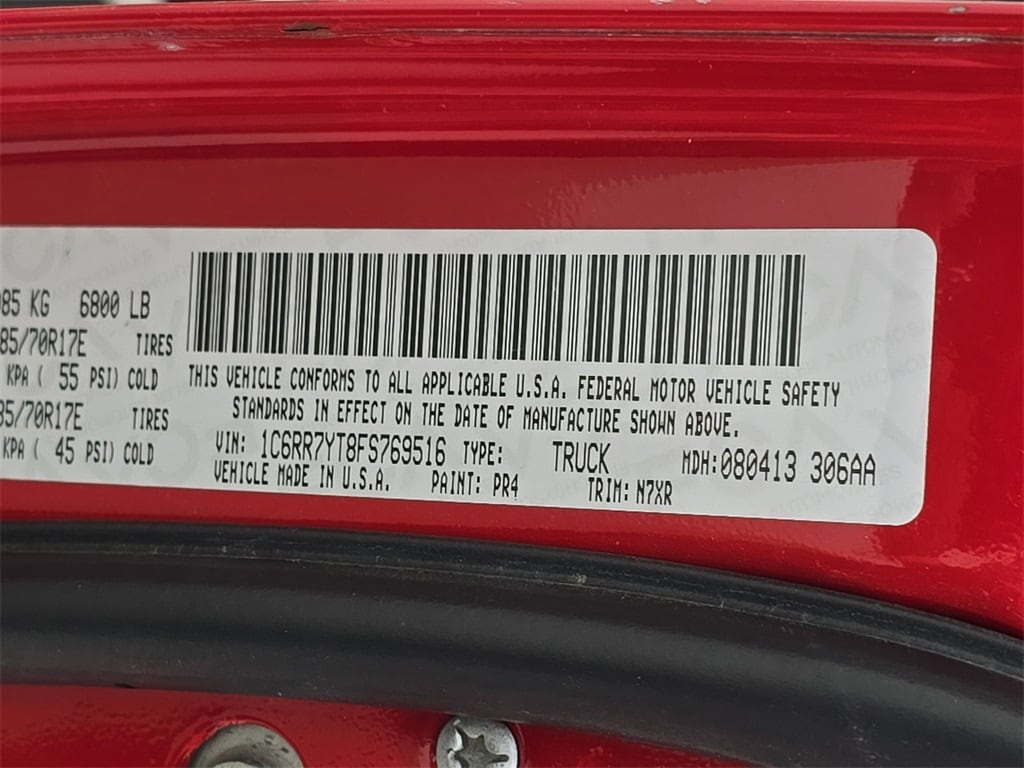 085 KG 6800 LB
85/70R17E TIRES
KPA ( 55 PSI) COLD
85/70R17E TIRES
KPA ( 45 PSI) COLD
THIS VEHICLE CONFORMS TO ALL APPLICABLE U.S.A. FEDERAL MOTOR VEHICLE SAFETY
STANDARDS IN EFFECT ON THE DATE OF MANUFACTURE SHOWN ABOVE.
VIN: 1C6RR7YT8FS769516 TYPE: TRUCK MDH: 080413 306AA
VEHICLE MADE IN U.S.A. PAINT: PR4 TRIM: N7XR